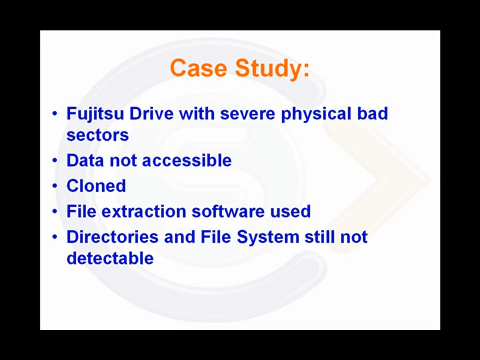 Case Study:
• Fujitsu Drive with severe physical bad
sectors
• Data not accessible
• Cloned
• File extraction software used
• Directories and File System still not
detectable